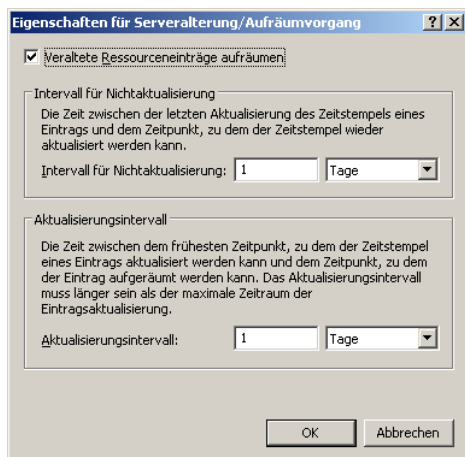 Eigenschaften für Serveralterung/Aufräumvorgang
Veraltete Ressourceneinträge aufräumen
Intervall für Nichtaktualisierung
Die Zeit zwischen der letzten Aktualisierung des Zeitstempels eines
Eintrags und dem Zeitpunkt, zu dem der Zeitstempel wieder
aktualisiert werden kann.
Intervall für Nichtaktualisierung: 1 Tage
Aktualisierungsintervall
Die Zeit zwischen dem frühesten Zeitpunkt, zu dem der Zeitstempel
eines Eintrags aktualisiert werden kann und dem Zeitpunkt, zu dem
der Eintrag aufgeräumt werden kann. Das Aktualisierungsintervall
muss länger sein als der maximale Zeitraum der
Eintragsaktualisierung.
Aktualisierungsintervall: 1 Tage
OK Abbrechen